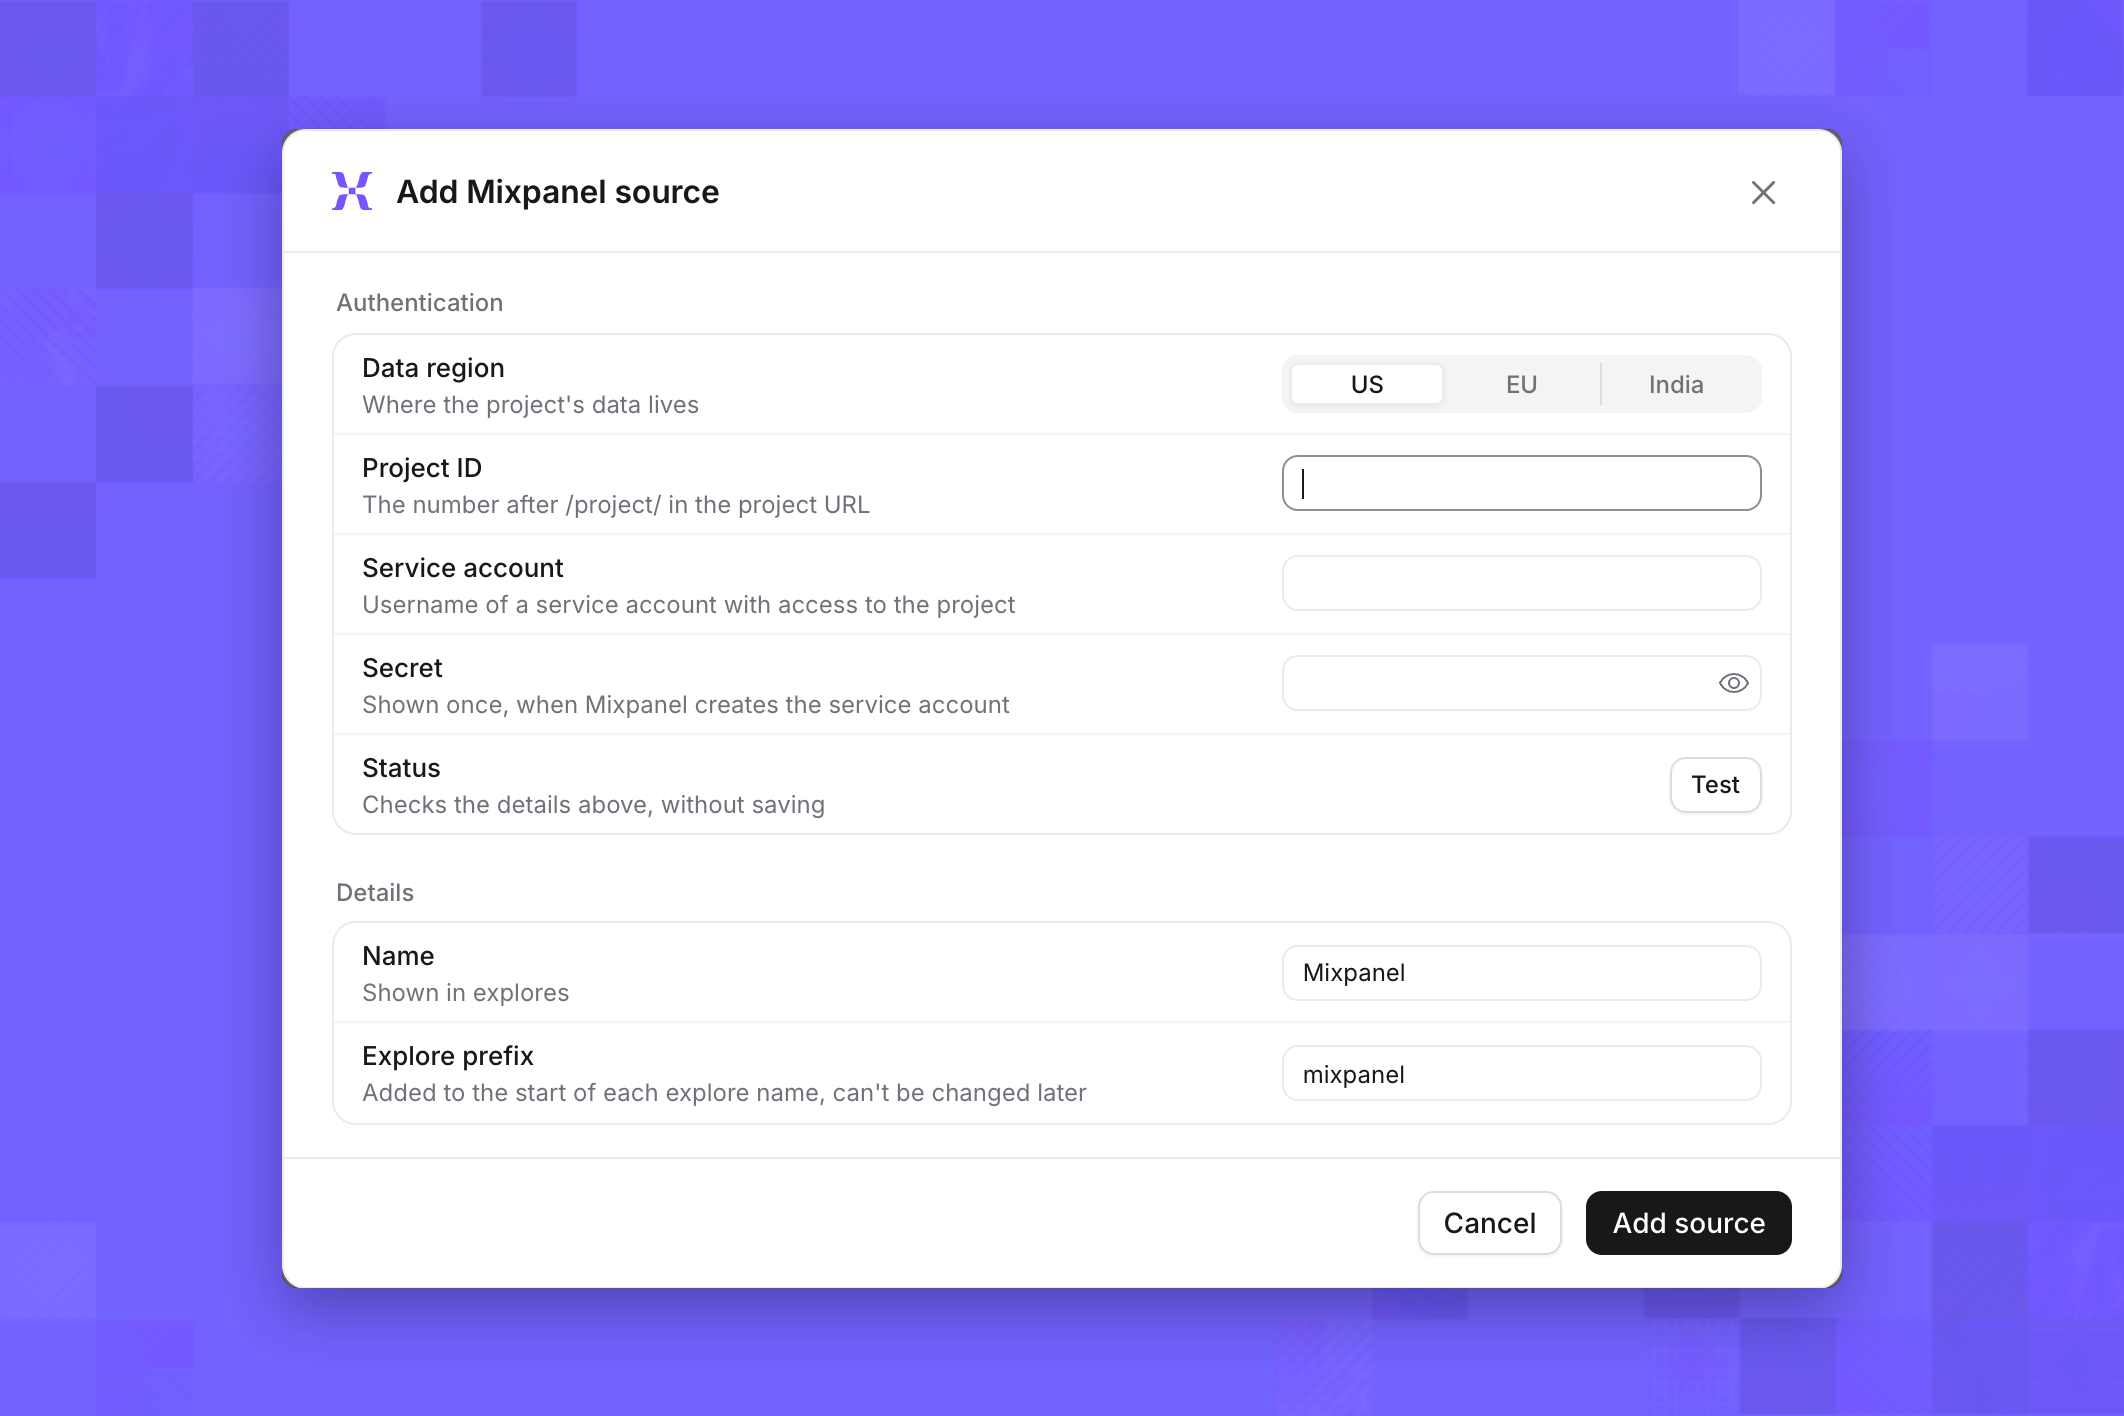 Add Mixpanel source
Authentication
Data region
Where the project's data lives
US
EU
India
Project ID
The number after /project/ in the project URL
Service account
Username of a service account with access to the project
Secret
Shown once, when Mixpanel creates the service account
Status
Checks the details above, without saving
Test
Details
Name
Shown in explores
Mixpanel
Explore prefix
Added to the start of each explore name, can't be changed later
mixpanel
Cancel
Add source